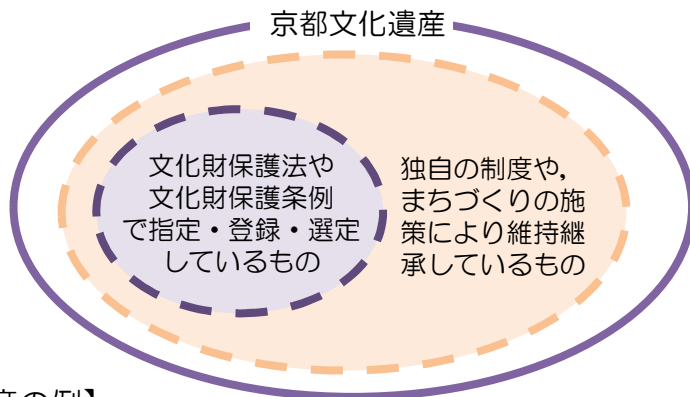 京都文化遺産
文化財保護法や
文化財保護条例
で指定・登録・選定
しているもの
独自の制度や，
まちづくりの施
策により維持継
承しているもの
の例】